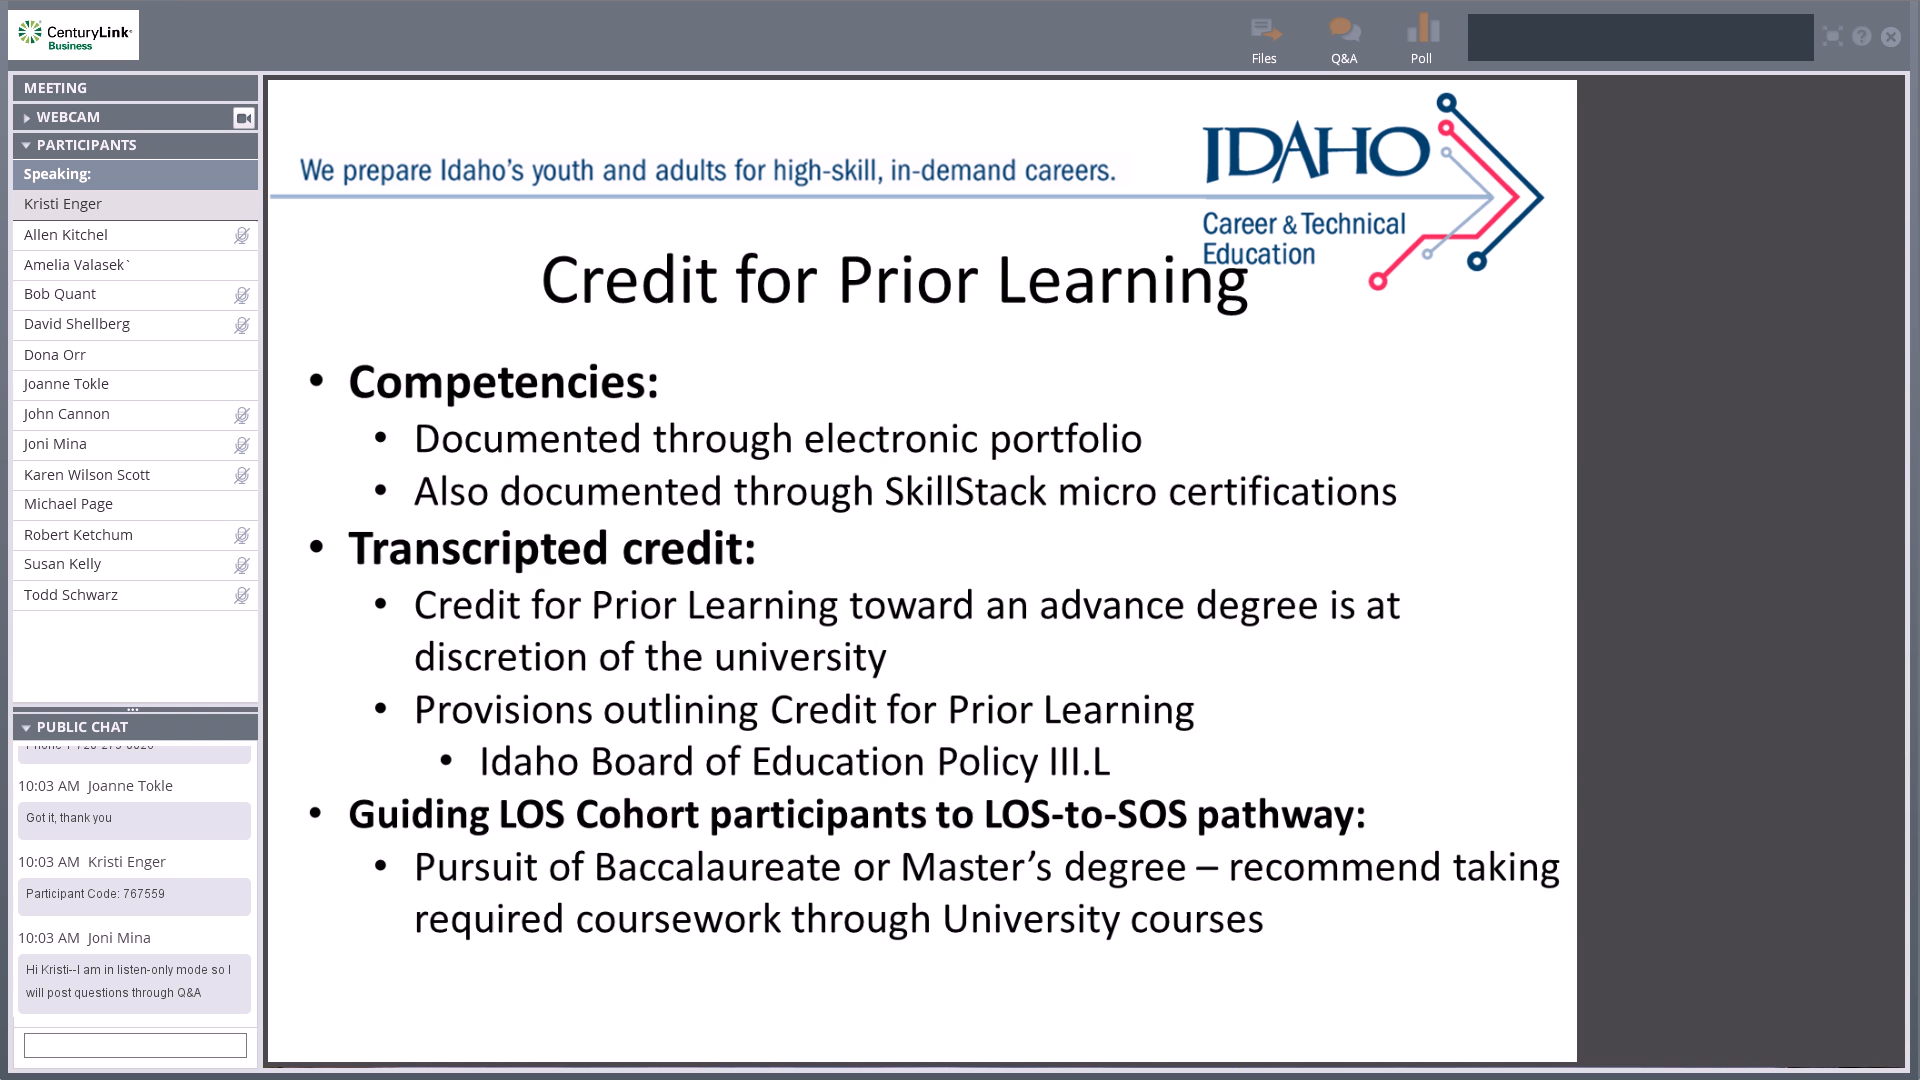 CenturyLink
Business
Files
Q&A
Poll
MEETING
WEBCAM
PARTICIPANTS
Speaking:
Kristi Enger
Allen Kitchel
Amelia Valasek`
Bob Quant
David Shellberg
Dona Orr
Joanne Tokle
John Cannon
Joni Mina
Karen Wilson Scott
Michael Page
Robert Ketchum
Susan Kelly
Todd Schwarz
PUBLIC CHAT
10:03 AM Joanne Tokle
Got it, thank you
10:03 AM Kristi Enger
Participant Code: 767559
10:03 AM Joni Mina
Hi Kristi--I am in listen-only mode so I
will post questions through Q&A
We prepare Idaho's youth and adults for high-skill, in-demand careers.
IDAHO
Career & Technical
Education
Credit for Prior Learning
• Competencies:
• Documented through electronic portfolio
• Also documented through SkillStack micro certifications
• Transcripted credit:
• Credit for Prior Learning toward an advance degree is at
discretion of the university
• Provisions outlining Credit for Prior Learning
• Idaho Board of Education Policy III.L
• Guiding LOS Cohort participants to LOS-to-SOS pathway:
• Pursuit of Baccalaureate or Master's degree – recommend taking
required coursework through University courses